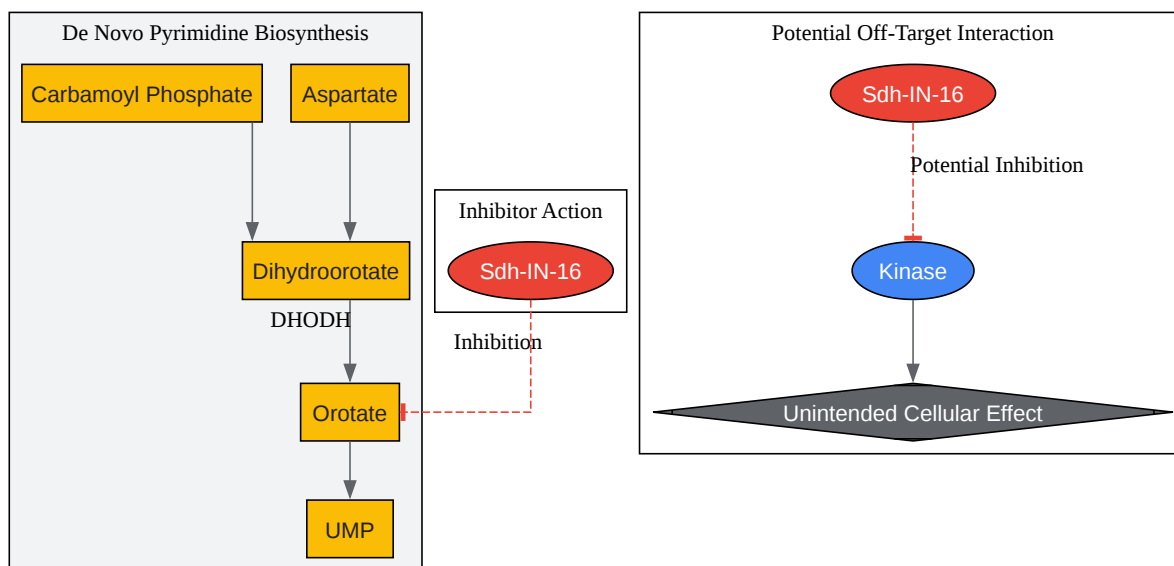 De Novo Pyrimidine Biosynthesis
Carbamoyl Phosphate
Aspartate
Dihydroorotate
DHODH
Orotate
UMP
Inhibitor Action
Sdh-IN-16
Inhibition
Potential Off-Target Interaction
Sdh-IN-16
Potential Inhibition
Kinase
Unintended Cellular Effect